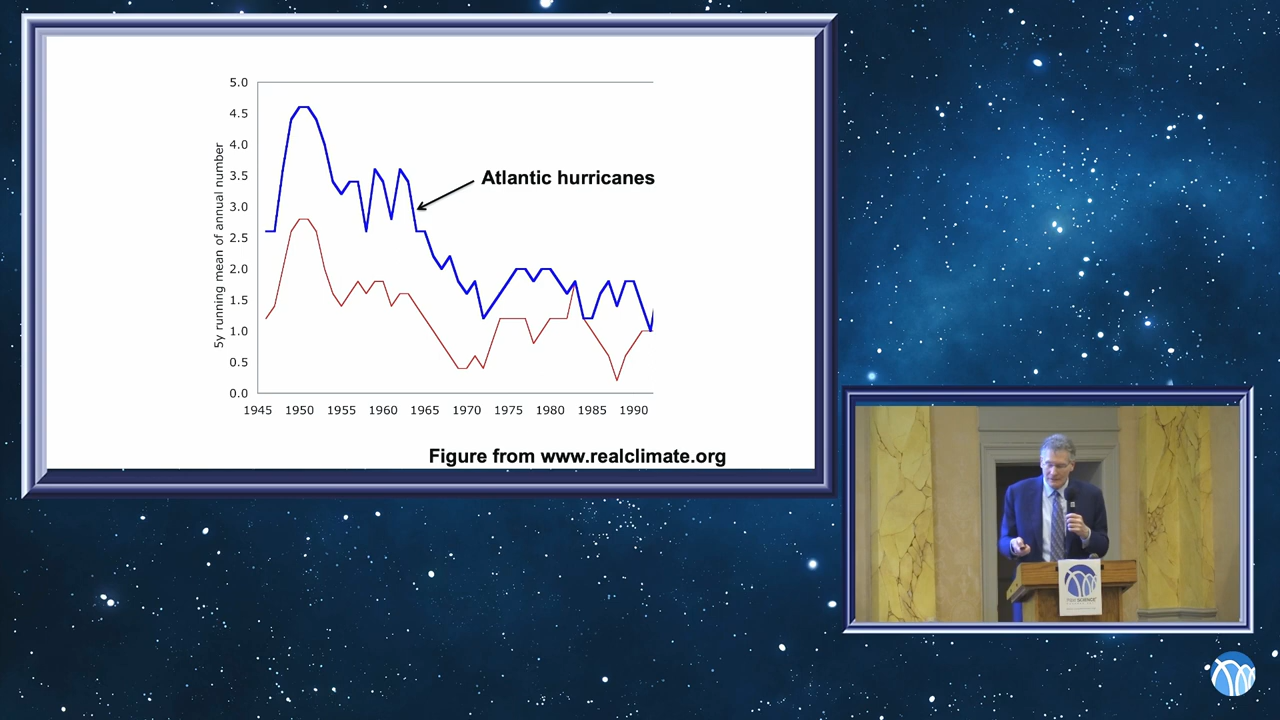 5.0
4.5
4.0
3.5
3.0
2.5
2.0
1.5
1.0
0.5
0.0
5y running mean of annual number
Atlantic hurricanes
1945 1950 1955 1960 1965 1970 1975 1980 1985 1990
Figure from www.realclimate.org